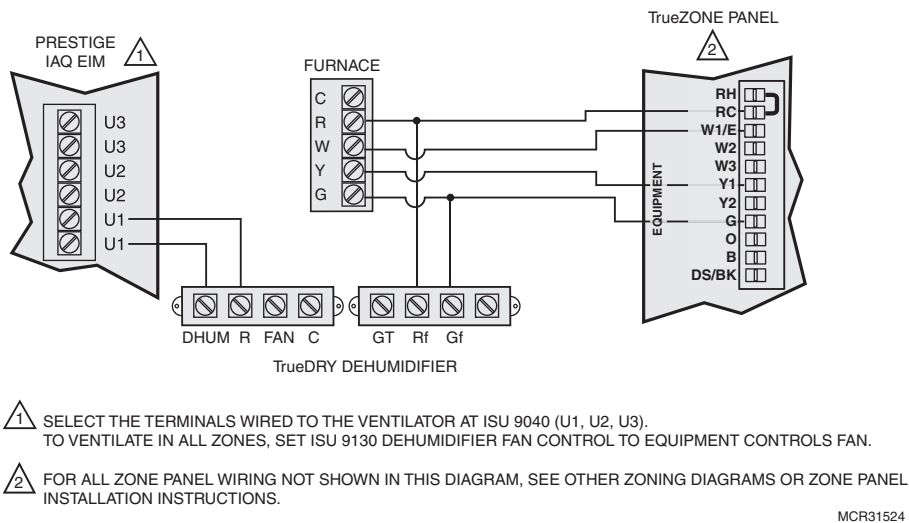 PRESTIGE
IAQ EIM
1
U3
U3
U2
U2
U1
U1
FURNACE
C
R
W
Y
G
TrueZONE PANEL
2
EQUIPMENT
RH
RC
W1/E
W2
W3
Y1
Y2
G
O
B
DS/BK
DHUM R FAN C
GT Rf Gf
TrueDRY DEHUMIDIFIER
1 SELECT THE TERMINALS WIRED TO THE VENTILATOR AT ISU 9040 (U1, U2, U3).
TO VENTILATE IN ALL ZONES, SET ISU 9130 DEHUMIDIFIER FAN CONTROL TO EQUIPMENT CONTROLS FAN.
2 FOR ALL ZONE PANEL WIRING NOT SHOWN IN THIS DIAGRAM, SEE OTHER ZONING DIAGRAMS OR ZONE PANEL
INSTALLATION INSTRUCTIONS.
MCR31524